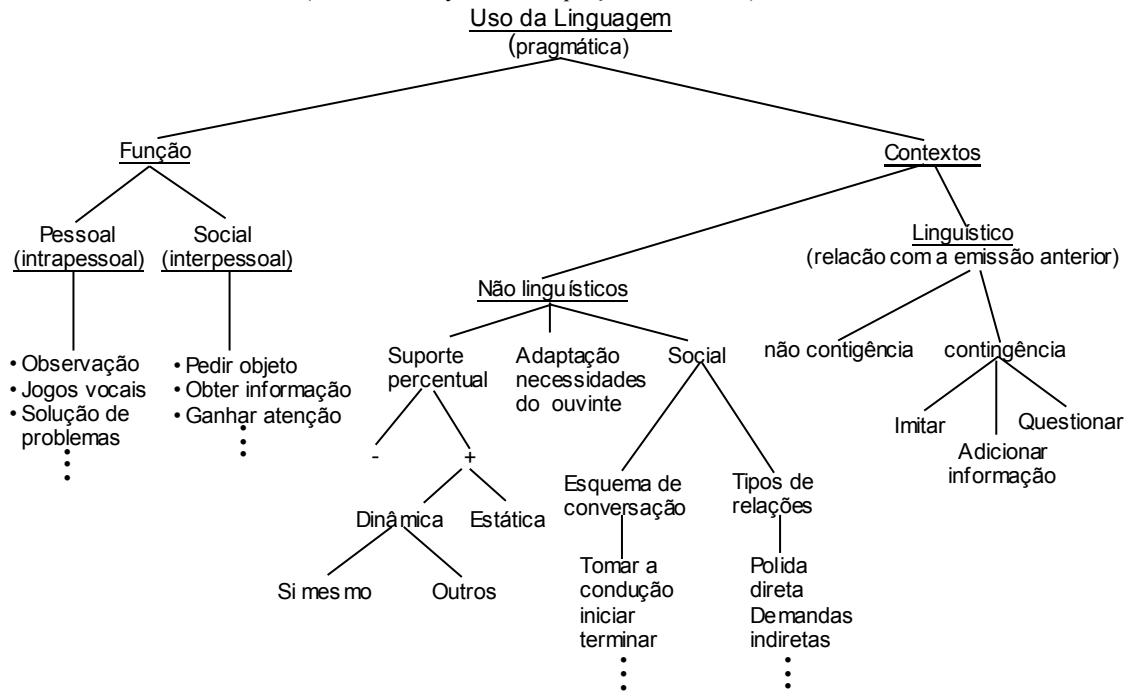 Uso da Linguagem
(pragmática)
Função
Contextos
Pessoal
(intrapessoal)
Social
(interpessoal)
Linguístico
(relacão com a emissão anterior)
Não linguísticos
• Observação
• Jogos vocais
• Solução de
problemas
• Pedir objeto
• Obter informação
• Ganhar atenção
Suporte
percentual
Adaptação
necessidades
do ouvinte
Social
não contigência
contingência
Imitar
Adicionar
informação
Questionar
-
+
Dinâmica
Estática
Si mesmo
Outros
Esquema de
conversação
Tipos de
relações
Tomar a
condução
iniciar
terminar
Polida
direta
Demandas
indiretas